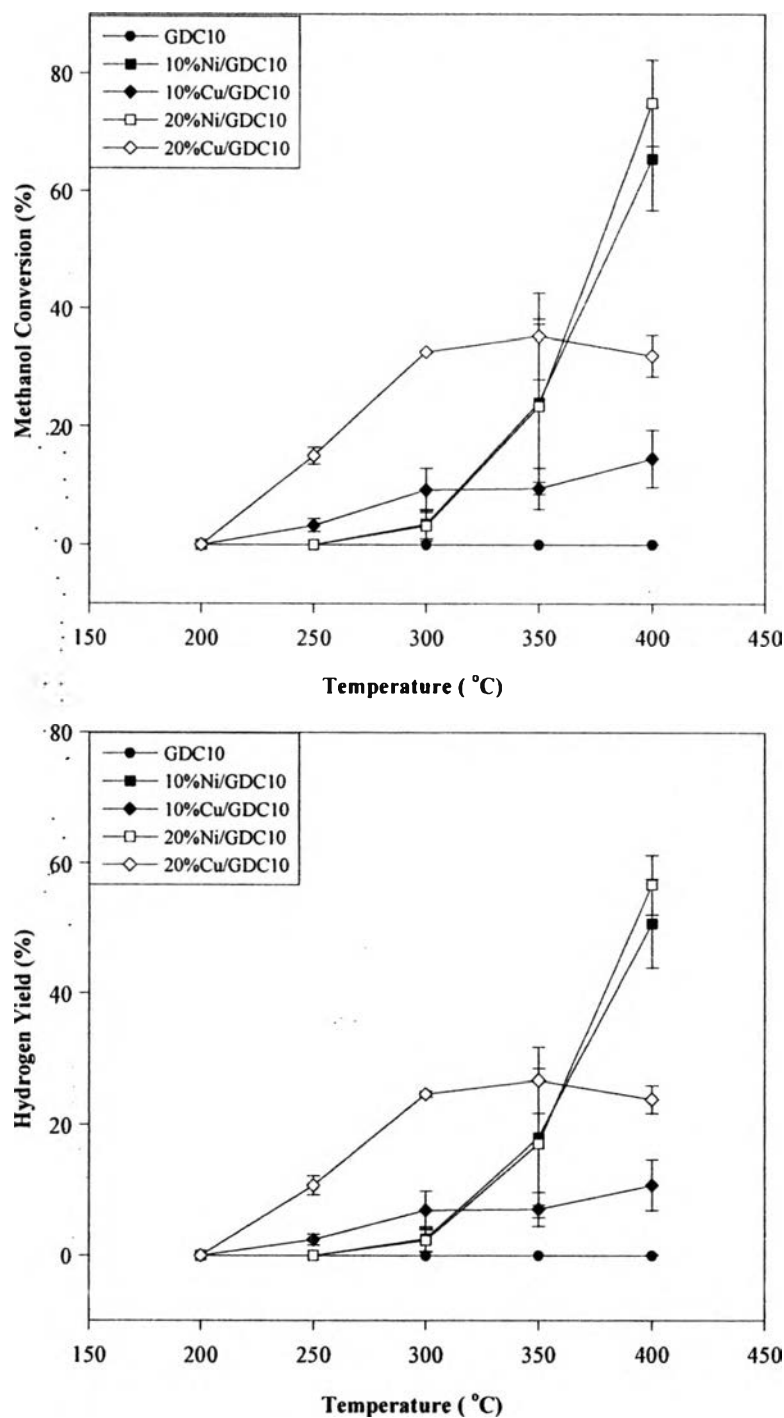 GDC10
10%Ni/GDC10
10%Cu/GDC10
20%Ni/GDC10
20%Cu/GDC10
80
60
40
20
0
Methanol Conversion (%)
150 200 250 300 350 400 450
Temperature ( °C)
GDC10
10%Ni/GDC10
10%Cu/GDC10
20%Ni/GDC10
20%Cu/GDC10
80
60
40
20
0
Hydrogen Yield (%)
150 200 250 300 350 400 450
Temperature ( °C)